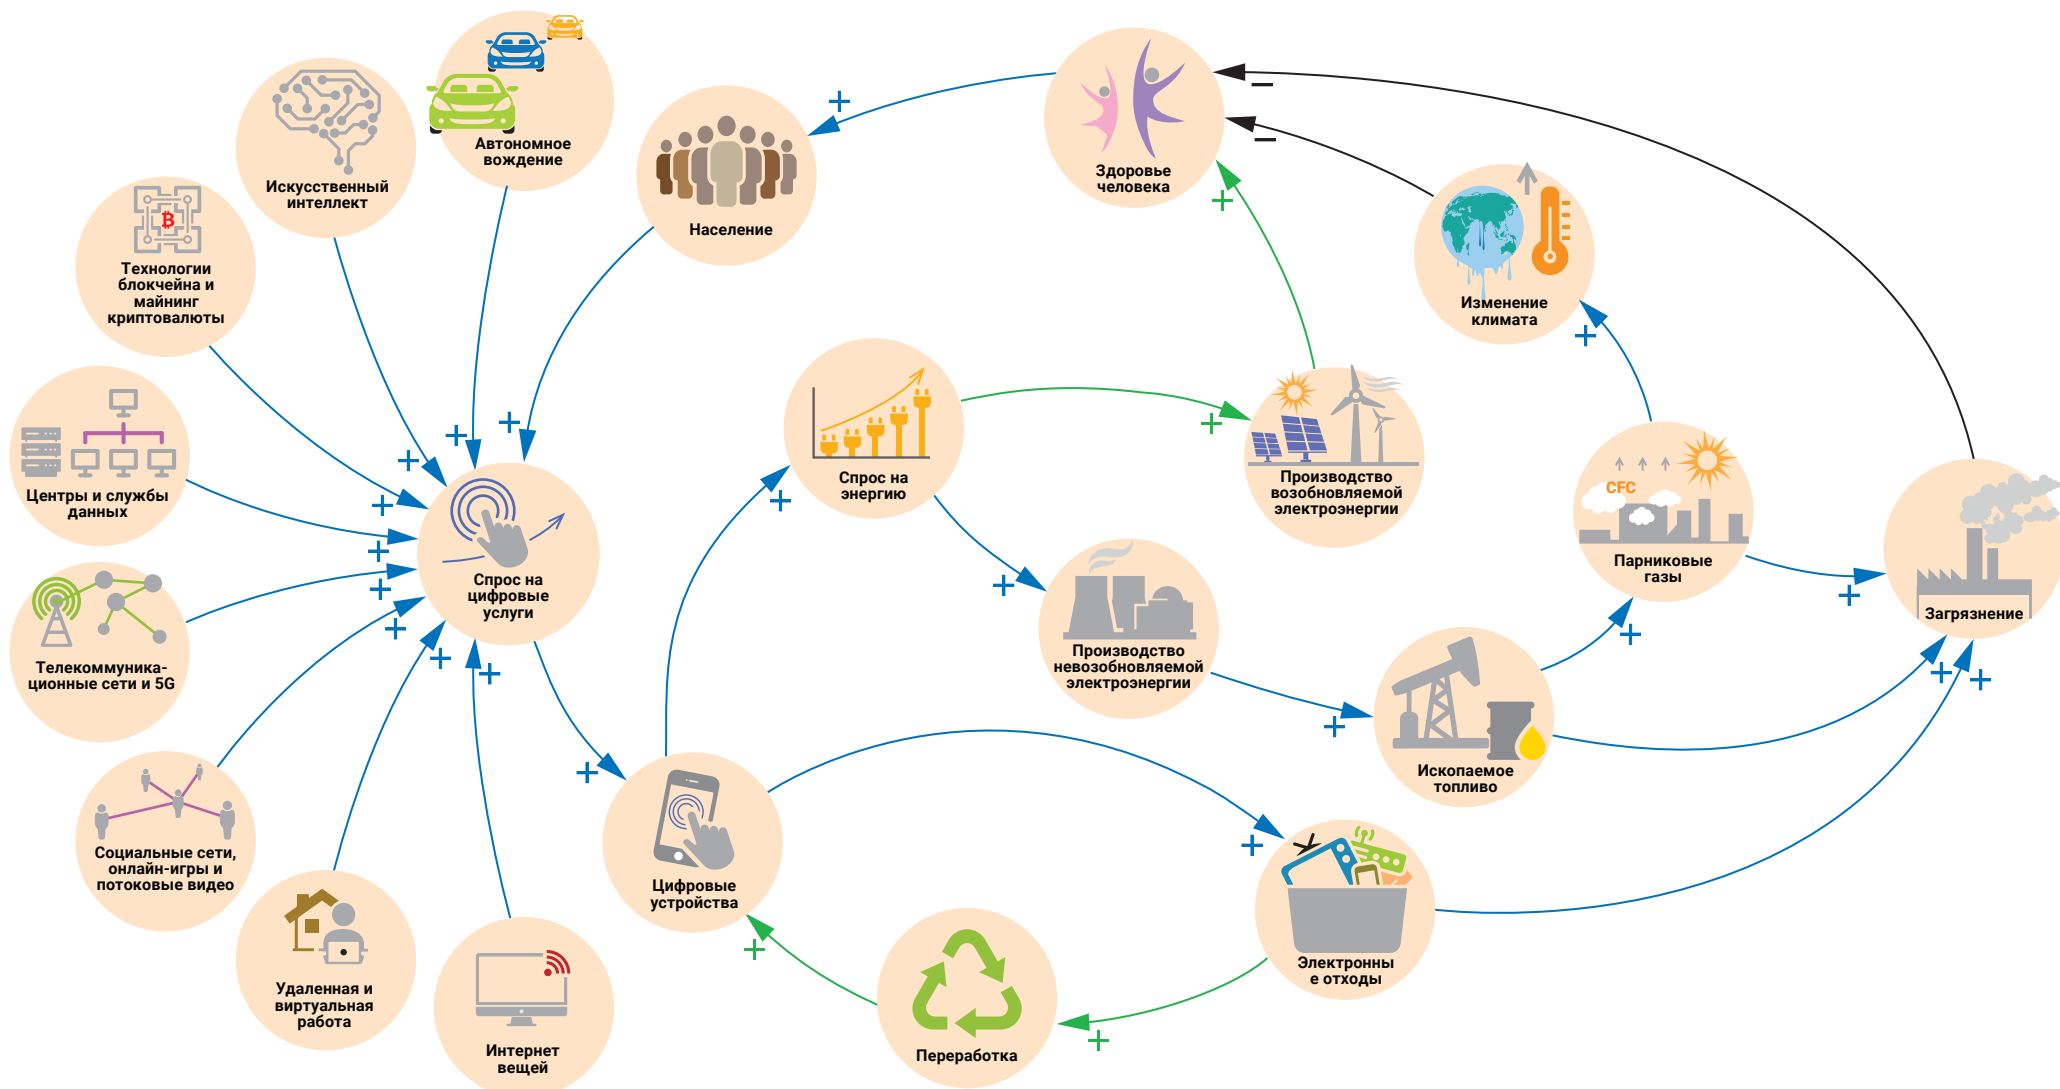 Автономное
вождение
Искусственный
интеллект
Технологии
блокчейна и
майнинг
криптовалюты
Центры и службы
данных
Телекоммуника-
ционные сети и 5G
Социальные сети,
онлайн-игры и
потоковые видео
Удаленная и
виртуальная
работа
Интернет
вещей
Спрос на
цифровые
услуги
Население
Здоровье
человека
Изменение
климата
Спрос на
энергию
Производство
возобновляемой
электроэнергии
Производство
невозобновляемой
электроэнергии
CFC
Парниковые
газы
Загрязнение
Ископаемое
топливо
Цифровые
устройства
Электронны
е отходы
Переработка